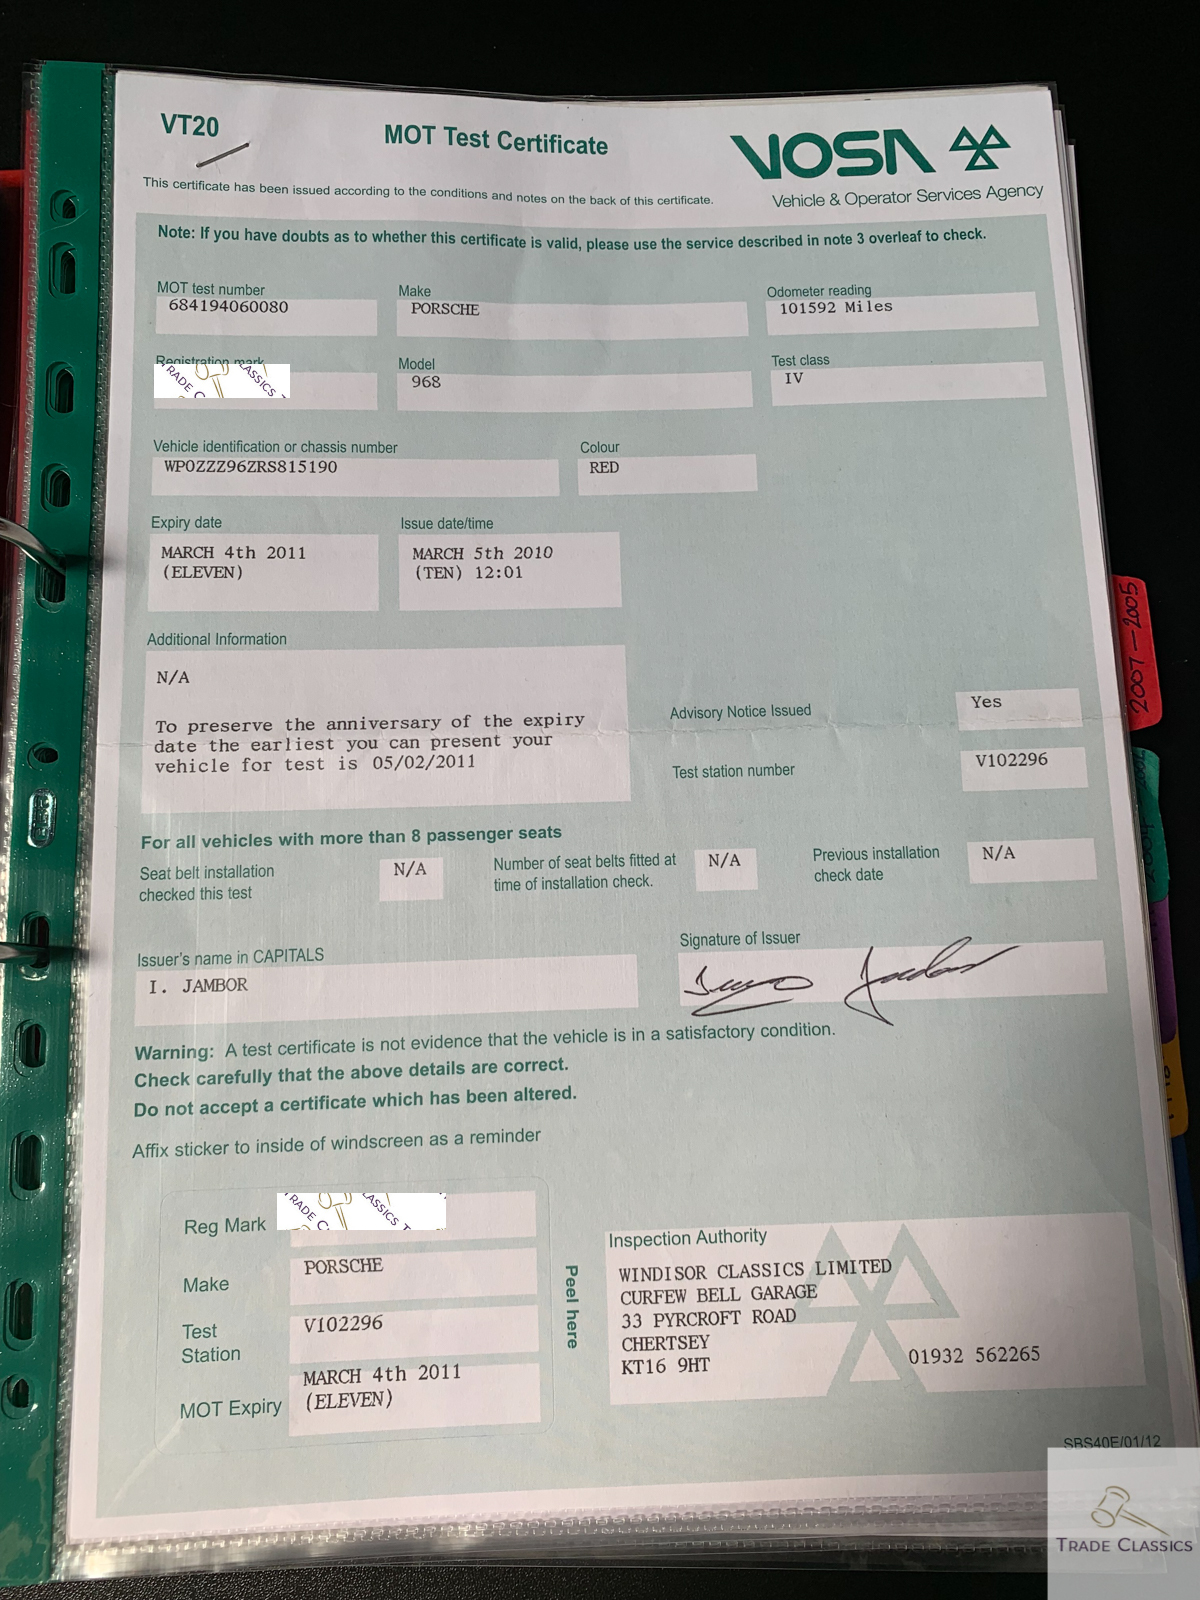 VT20
MOT Test Certificate
VOSA
Vehicle & Operator Services Agency
This certificate has been issued according to the conditions and notes on the back of this certificate.
Note: If you have doubts as to whether this certificate is valid, please use the service described in note 3 overleaf to check.
MOT test number
684194060080
Make
PORSCHE
Odometer reading
101592 Miles
Registration mark
TRADE C
LASSICS T
Model
968
Test class
IV
Vehicle identification or chassis number
WP0ZZZ96ZRS815190
Colour
RED
Expiry date
MARCH 4th 2011
(ELEVEN)
Issue date/time
MARCH 5th 2010
(TEN) 12:01
Additional Information
N/A
To preserve the anniversary of the expiry
date the earliest you can present your
vehicle for test is 05/02/2011
Advisory Notice Issued
Yes
Test station number
V102296
2007-2005
For all vehicles with more than 8 passenger seats
Seat belt installation
checked this test
N/A
Number of seat belts fitted at
time of installation check.
N/A
Previous installation
check date
N/A
Issuer's name in CAPITALS
I. JAMBOR
Signature of Issuer
Warning: A test certificate is not evidence that the vehicle is in a satisfactory condition.
Check carefully that the above details are correct.
Do not accept a certificate which has been altered.
Affix sticker to inside of windscreen as a reminder
Reg Mark
TRADE C
LASSICS T
Make
PORSCHE
Test
Station
V102296
MOT Expiry
MARCH 4th 2011
(ELEVEN)
Peel here
Inspection Authority
WINDISOR CLASSICS LIMITED
CURFEW BELL GARAGE
33 PYRCROFT ROAD
CHERTSEY
KT16 9HT
01932 562265
SBS40E/01/12
TRADE CLASSICS